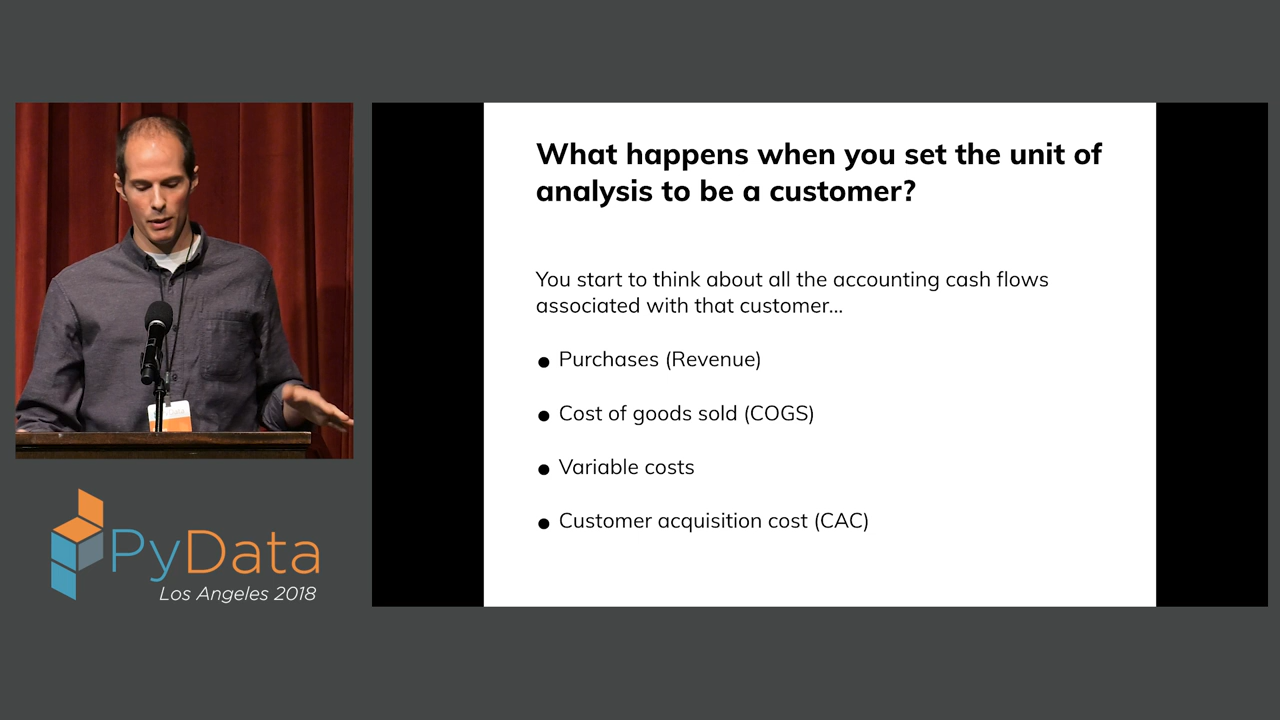 What happens when you set the unit of
analysis to be a customer?
You start to think about all the accounting cash flows
associated with that customer...
● Purchases (Revenue)
● Cost of goods sold (COGS)
● Variable costs
● Customer acquisition cost (CAC)
PyData
Los Angeles 2018